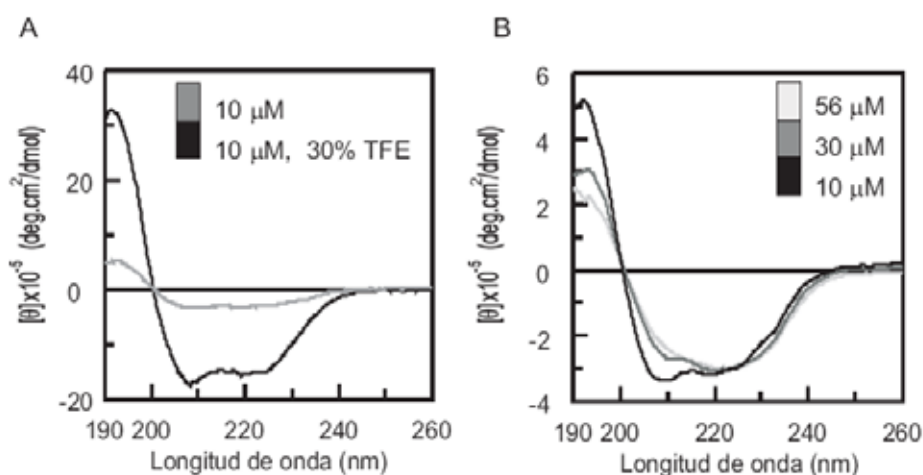 A
[θ]x10⁻⁵ (deg.cm²/dmol)
40
20
0
-20
10 μM
10 μM, 30% TFE
190 200 220 240 260
Longitud de onda (nm)
B
[θ]x10⁻⁵ (deg.cm²/dmol)
6
4
2
0
-2
-4
56 μM
30 μM
10 μM
190 200 220 240 260
Longitud de onda (nm)